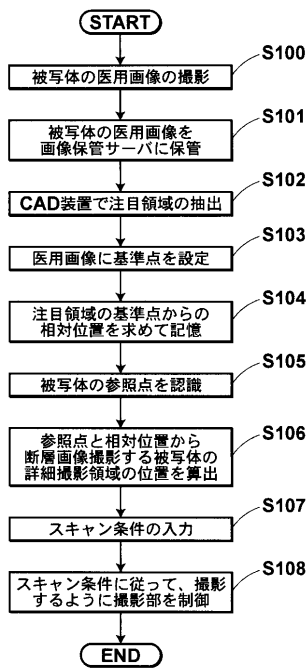 START
S100
被写体の医用画像の撮影
S101
被写体の医用画像を
画像保管サーバに保管
S102
CAD装置で注目領域の抽出
S103
医用画像に基準点を設定
S104
注目領域の基準点からの
相対位置を求めて記憶
S105
被写体の参照点を認識
S106
参照点と相対位置から
断層画像撮影する被写体の
詳細撮影領域の位置を算出
S107
スキャン条件の入力
S108
スキャン条件に従って、撮影
するように撮影部を制御
END